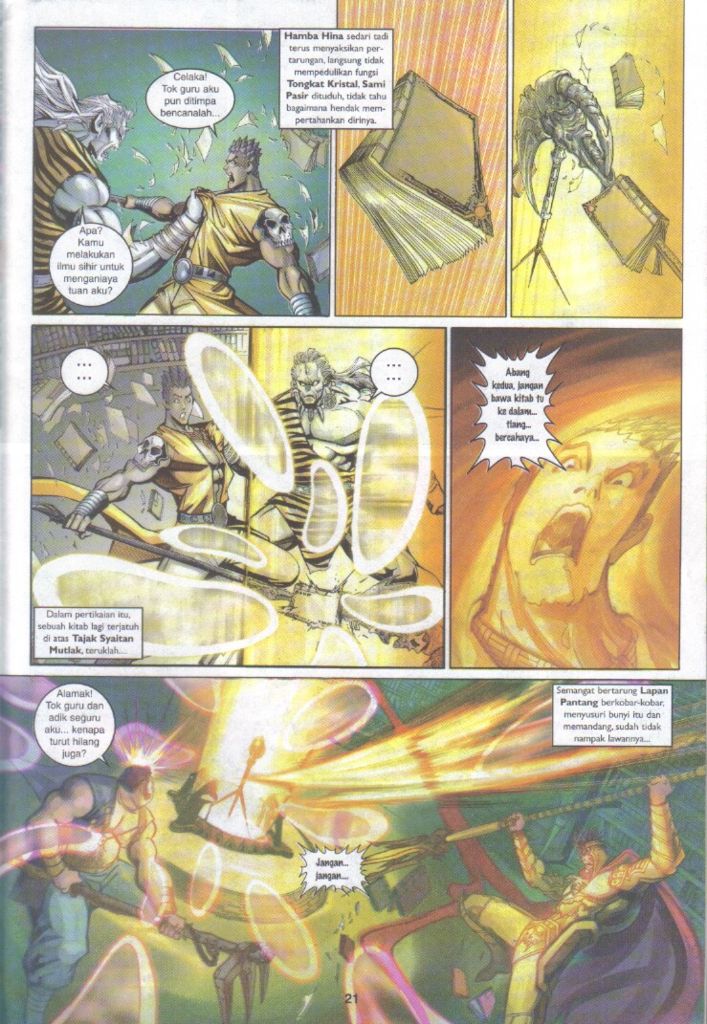 Celaka!
Tok guru aku
pun ditimpa
bencanalah...
Hamba Hina sedari tadi
terus menyaksikan per-
tarungan, langsung tidak
mempedulikan fungsi
Tongkat Kristal, Sami
Pasir dituduh, tidak tahu
bagaimana hendak mem-
pertahankan dirinya.
Apa?
Kamu
melakukan
ilmu sihir untuk
menganiaya
tuan aku?
...
...
...
...
Dalam pertikaian itu,
sebuah kitab lagi terjatuh
di atas Tajak Syaitan
Mutlak, teruklah....
Abang
kedua, jangan
bawa kitab tu
ke dalam...
tiang...
bercahaya...
Alamak!
Tok guru dan
adik seguru
aku... kenapa
turut hilang
juga?
Semangat bertarung Lapan
Pantang berkobar-kobar,
menyusuri bunyi itu dan
memandang, sudah tidak
nampak lawannya...
Jangan...
jangan....
21